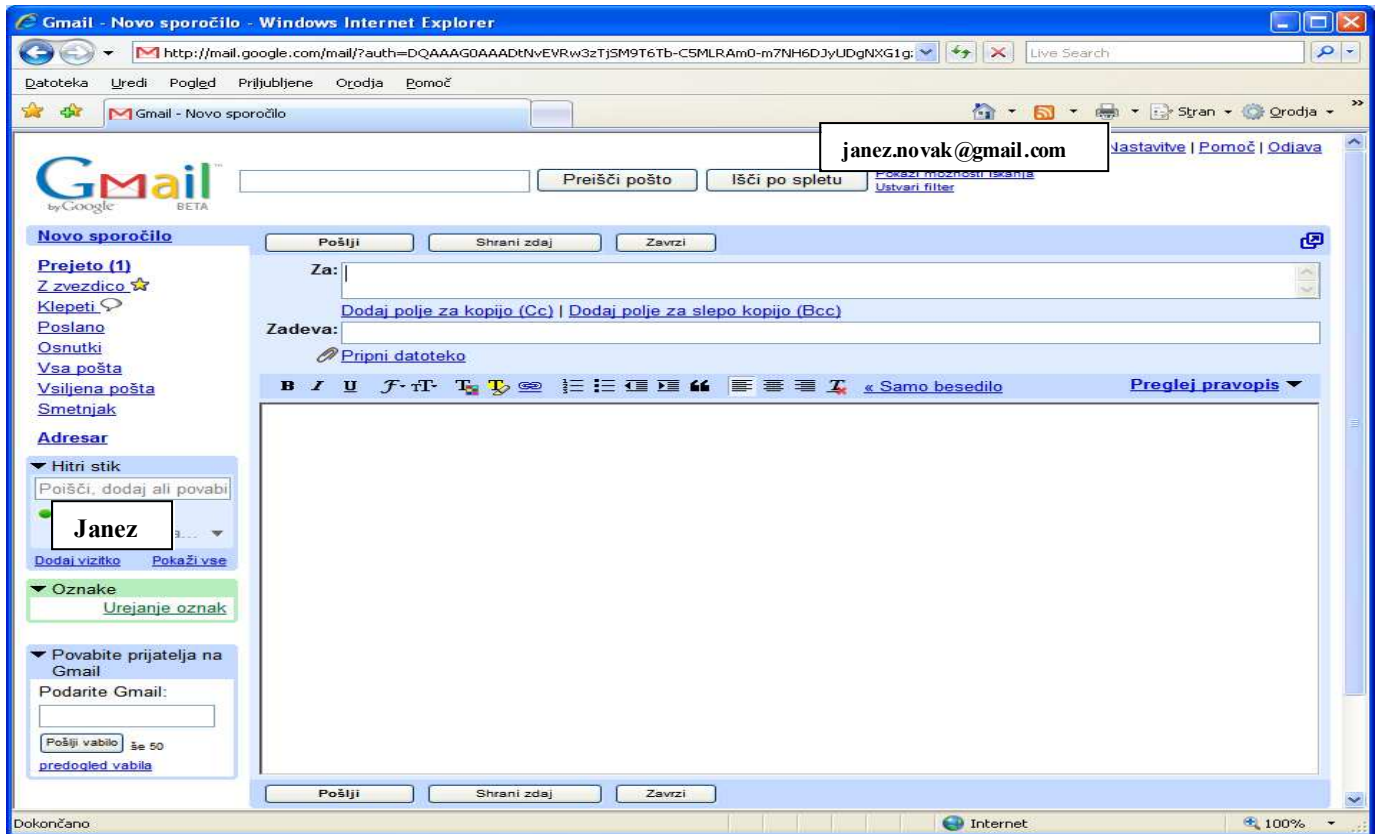 Gmail - Novo sporočilo - Windows Internet Explorer
http://mail.google.com/mail/?auth=DQAAAG0AAADtNvEVRw3zTjSM9T6Tb-C5MLRAm0-m7NH6DJyUDgNXG1g
Live Search
Datoteka Uredi Pogled Priljubljene Orodja Pomoč
Gmail - Novo sporočilo
Stran Orodja
janez.novak@gmail.com
Nastavitve | Pomoč | Odjava
Gmail
by Google BETA
Preišči pošto Išči po spletu
Pokaži možnosti iskanja
Ustvari filter
Novo sporočilo
Pošlji Shrani zdaj Zavrzi
Prejeto (1)
Z zvezdico
Klepeti
Poslano
Osnutki
Vsa pošta
Vsiljena pošta
Smetnjak
Adresar
Za:
Dodaj polje za kopijo (Cc) | Dodaj polje za slepo kopijo (Bcc)
Zadeva:
Pripni datoteko
B I U « Samo besedilo Preglej pravopis
Hitri stik
Poišči, dodaj ali povabi
Janez
Dodaj vizitko Pokaži vse
Oznake
Urejanje oznak
Povabite prijatelja na
Gmail
Podarite Gmail:
Pošlji vabilo še 50
predogled vabila
Pošlji Shrani zdaj Zavrzi
Dokončano Internet 100%